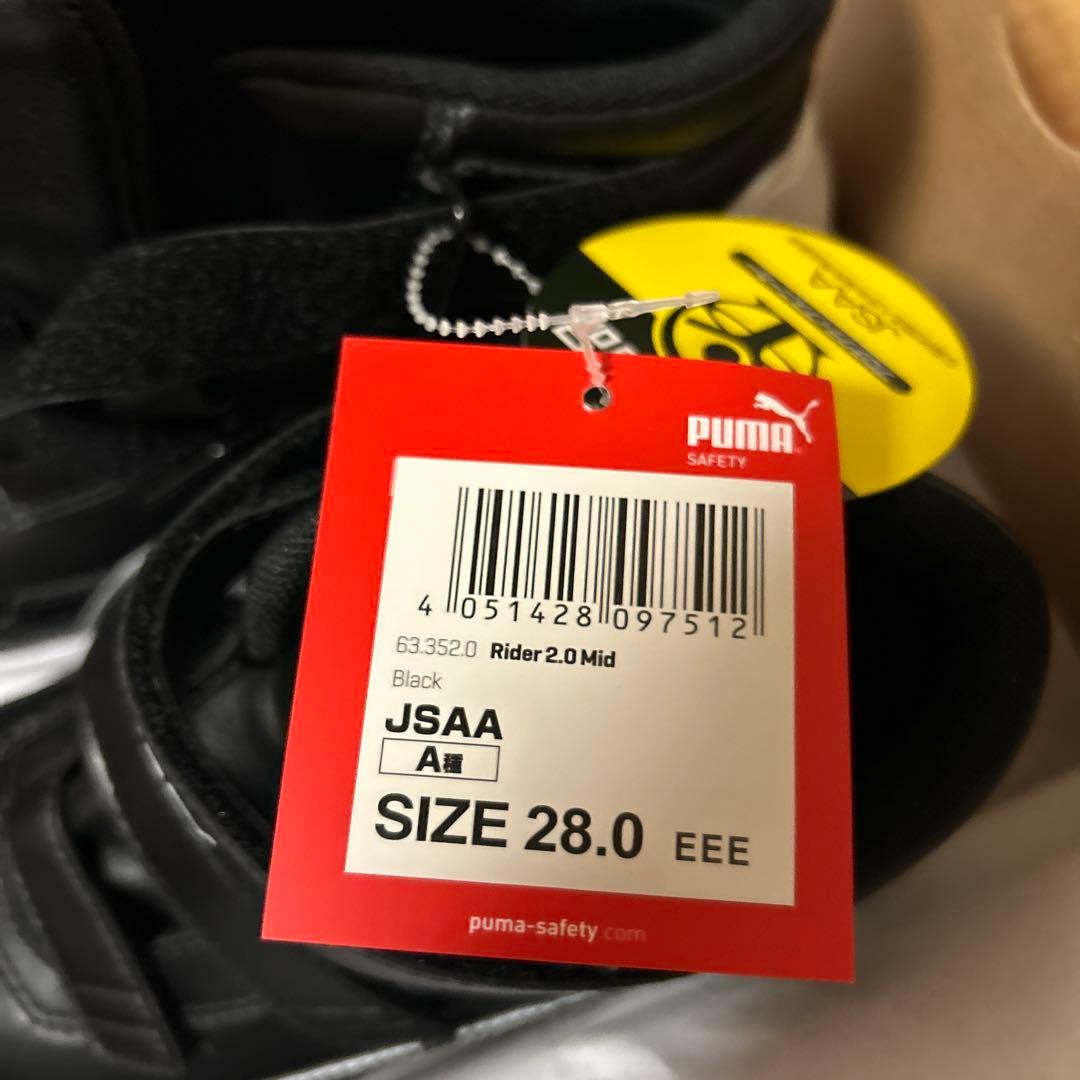 JSAA
PUMA
SAFETY
4 051428 097512
63.352.0 Rider 2.0 Mid
Black
JSAA
A種
SIZE 28.0 EEE
puma-safety.com